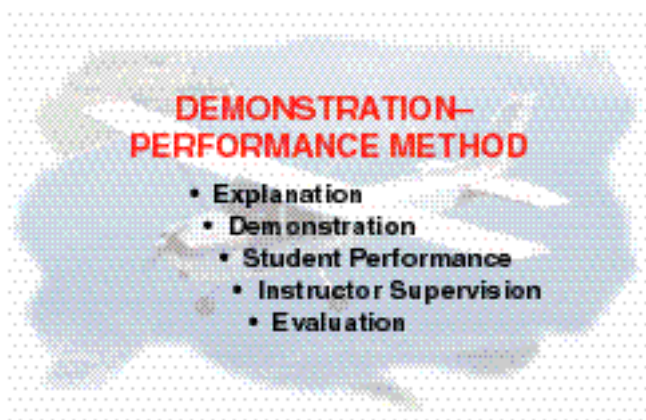 DEMONSTRATION–
PERFORMANCE METHOD
• Explanation
• Demonstration
• Student Performance
• Instructor Supervision
• Evaluation